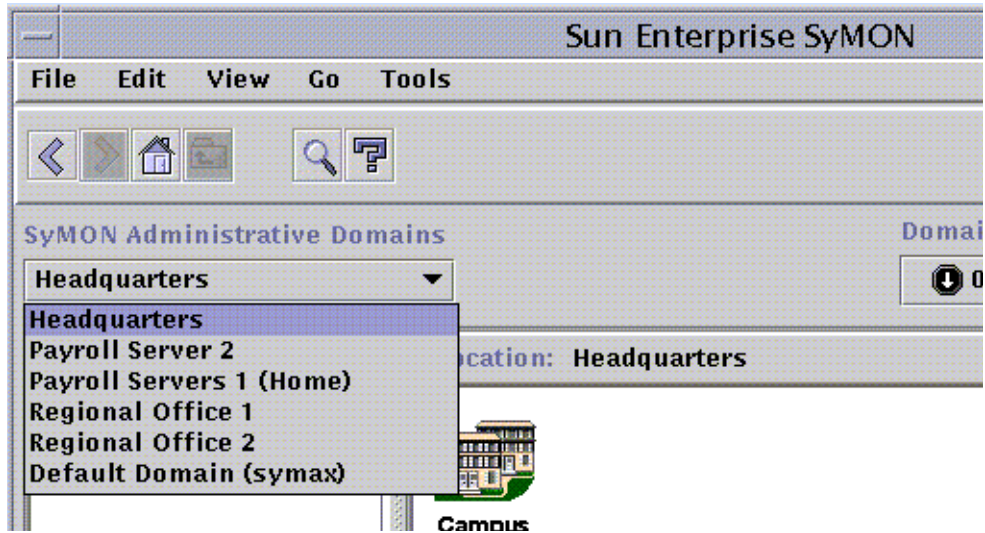 Sun Enterprise SyMON
File Edit View Go Tools
SyMON Administrative Domains
Headquarters
Headquarters
Payroll Server 2
Payroll Servers 1 (Home)
Regional Office 1
Regional Office 2
Default Domain (symax)
Location: Headquarters
Campus